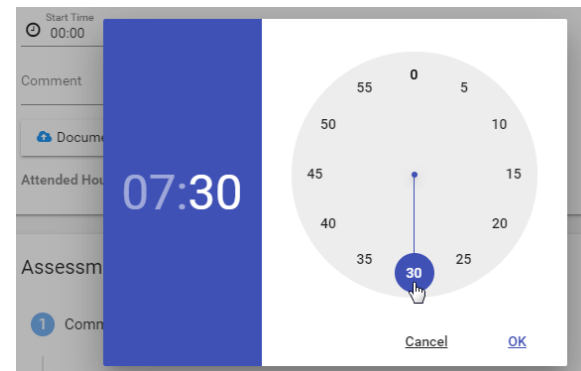 Start Time
00:00
Comment
Docume
Attended Hou
Assessm
1 Comm
07:30
0
55 5
50 10
45 15
40 20
35 25
30
Cancel OK